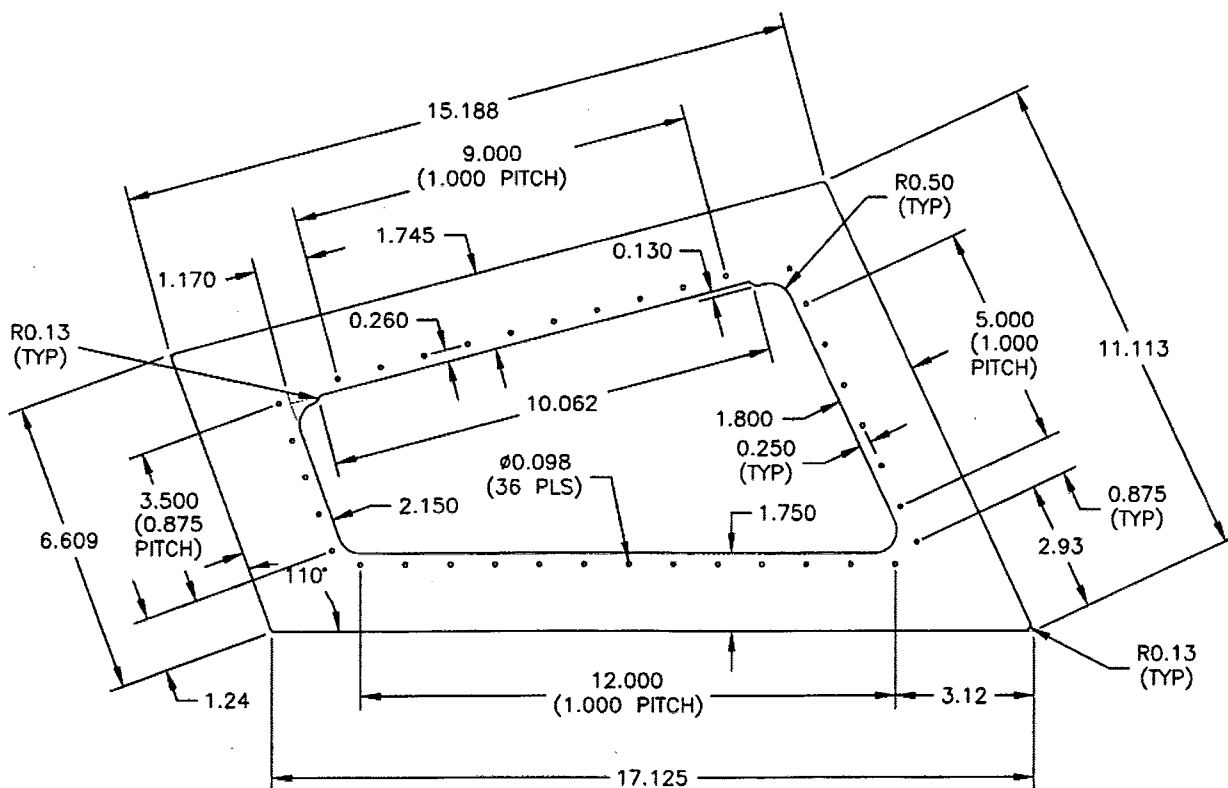 15.188
9.000
(1.000 PITCH)
R0.50
(TYP)
1.745
0.130
1.170
0.260
R0.13
(TYP)
5.000
(1.000
PITCH)
11.113
10.062
1.800
0.250
(TYP)
ø0.098
(36 PLS)
3.500
(0.875
PITCH)
6.609
2.150
1.750
0.875
(TYP)
2.93
110°
R0.13
(TYP)
1.24
12.000
(1.000 PITCH)
3.12
17.125